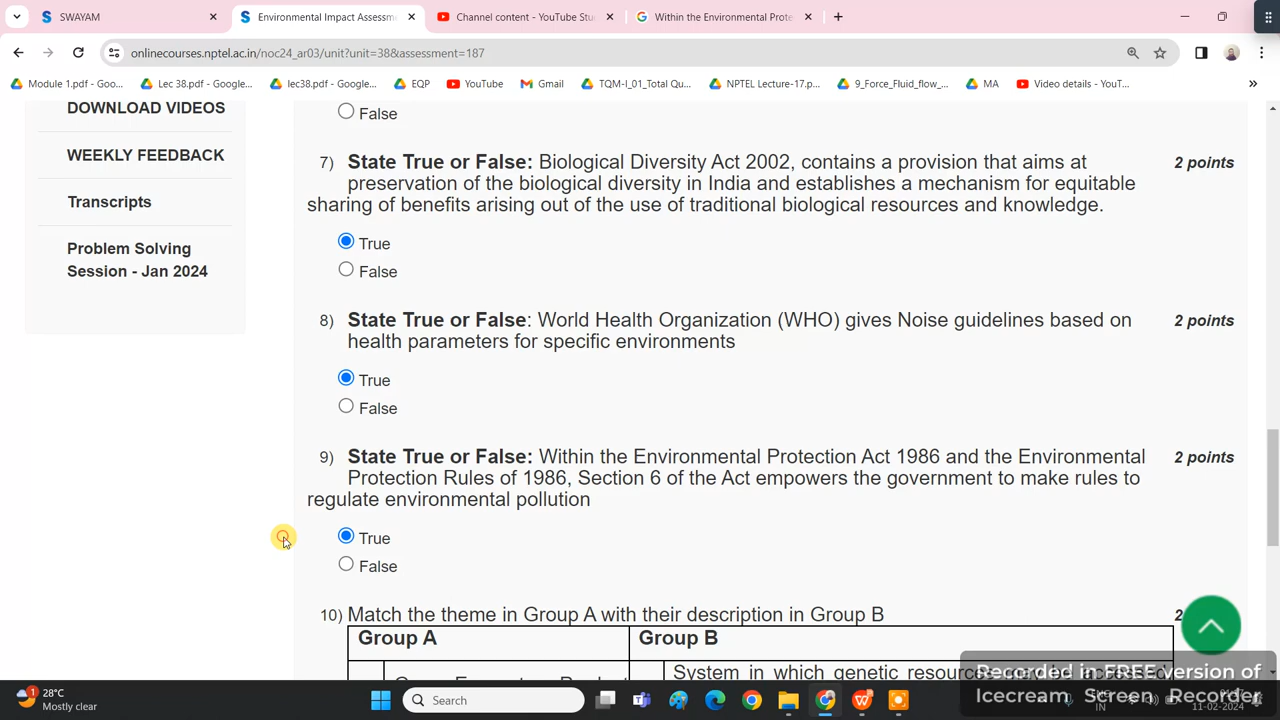 SWAYAM
Environmental Impact Assessm
Channel content - YouTube Stu
Within the Environmental Prote
onlinecourses.nptel.ac.in/noc24_ar03/unit?unit=38&assessment=187
Module 1.pdf - Goo...
Lec 38.pdf - Google...
lec38.pdf - Google...
EQP
YouTube
Gmail
TQM-I_01_Total Qu...
NPTEL Lecture-17.p...
9_Force_Fluid_flow_...
MA
Video details - YouT...
DOWNLOAD VIDEOS
WEEKLY FEEDBACK
Transcripts
Problem Solving
Session - Jan 2024
False
7) State True or False: Biological Diversity Act 2002, contains a provision that aims at 2 points
preservation of the biological diversity in India and establishes a mechanism for equitable
sharing of benefits arising out of the use of traditional biological resources and knowledge.
True
False
8) State True or False: World Health Organization (WHO) gives Noise guidelines based on 2 points
health parameters for specific environments
True
False
9) State True or False: Within the Environmental Protection Act 1986 and the Environmental 2 points
Protection Rules of 1986, Section 6 of the Act empowers the government to make rules to
regulate environmental pollution
True
False
10) Match the theme in Group A with their description in Group B 2
Group A Group B
System in which genetic resources
Recorded in FREE version of
Icecream Screen Recorder
28°C
Mostly clear
Search
11-02-2024